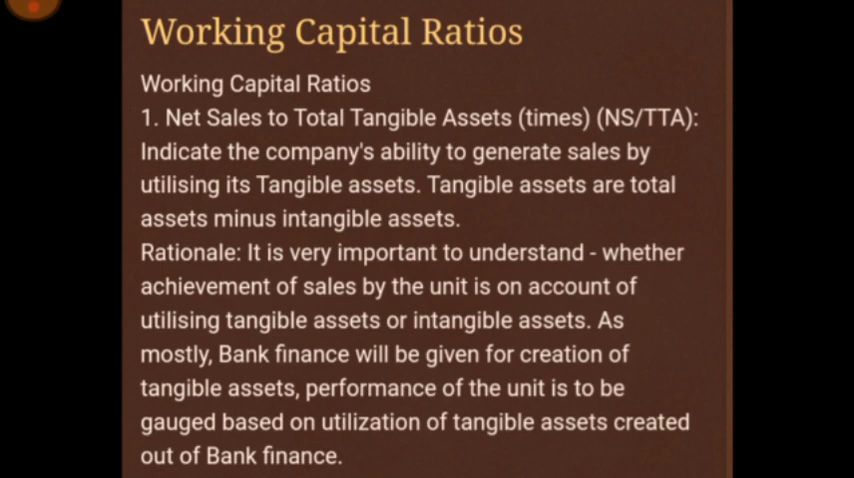 Working Capital Ratios
Working Capital Ratios
1. Net Sales to Total Tangible Assets (times) (NS/TTA):
Indicate the company's ability to generate sales by
utilising its Tangible assets. Tangible assets are total
assets minus intangible assets.
Rationale: It is very important to understand - whether
achievement of sales by the unit is on account of
utilising tangible assets or intangible assets. As
mostly, Bank finance will be given for creation of
tangible assets, performance of the unit is to be
gauged based on utilization of tangible assets created
out of Bank finance.